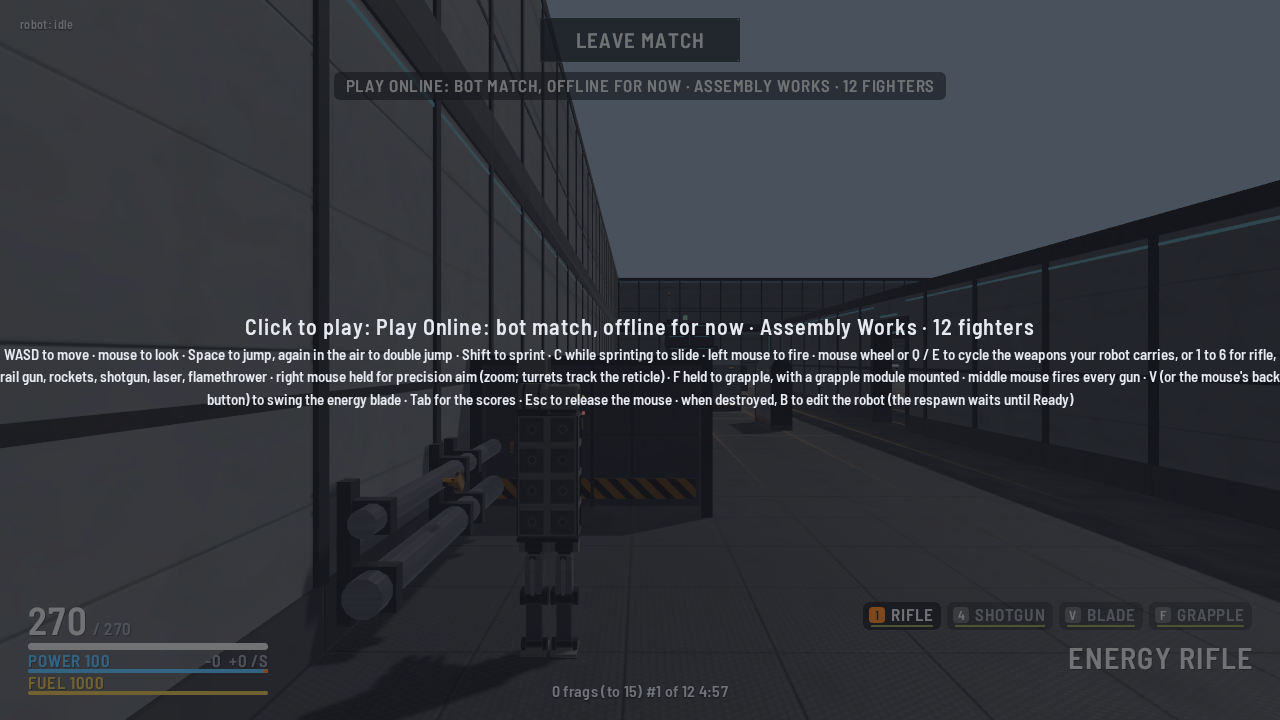 robot: idle
LEAVE MATCH
PLAY ONLINE: BOT MATCH, OFFLINE FOR NOW · ASSEMBLY WORKS · 12 FIGHTERS
Click to play: Play Online: bot match, offline for now · Assembly Works · 12 fighters
WASD to move · mouse to look · Space to jump, again in the air to double jump · Shift to sprint · C while sprinting to slide · left mouse to fire · mouse wheel or Q / E to cycle the weapons your robot carries, or 1 to 6 for rifle,
rail gun, rockets, shotgun, laser, flamethrower · right mouse held for precision aim (zoom; turrets track the reticle) · F held to grapple, with a grapple module mounted · middle mouse fires every gun · V (or the mouse's back
button) to swing the energy blade · Tab for the scores · Esc to release the mouse · when destroyed, B to edit the robot (the respawn waits until Ready)
270 / 270
POWER 100 -0 +0 /S
FUEL 1000
1 RIFLE 4 SHOTGUN V BLADE F GRAPPLE
ENERGY RIFLE
0 frags (to 15) #1 of 12 4:57